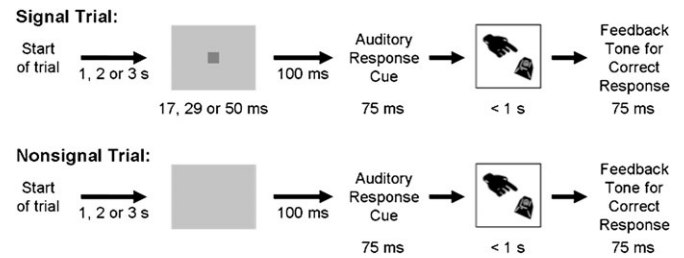 Signal Trial:
Start
of trial
1, 2 or 3 s
17, 29 or 50 ms
100 ms
Auditory
Response
Cue
75 ms
< 1 s
Feedback
Tone for
Correct
Response
75 ms
Nonsignal Trial:
Start
of trial
1, 2 or 3 s
100 ms
Auditory
Response
Cue
75 ms
< 1 s
Feedback
Tone for
Correct
Response
75 ms